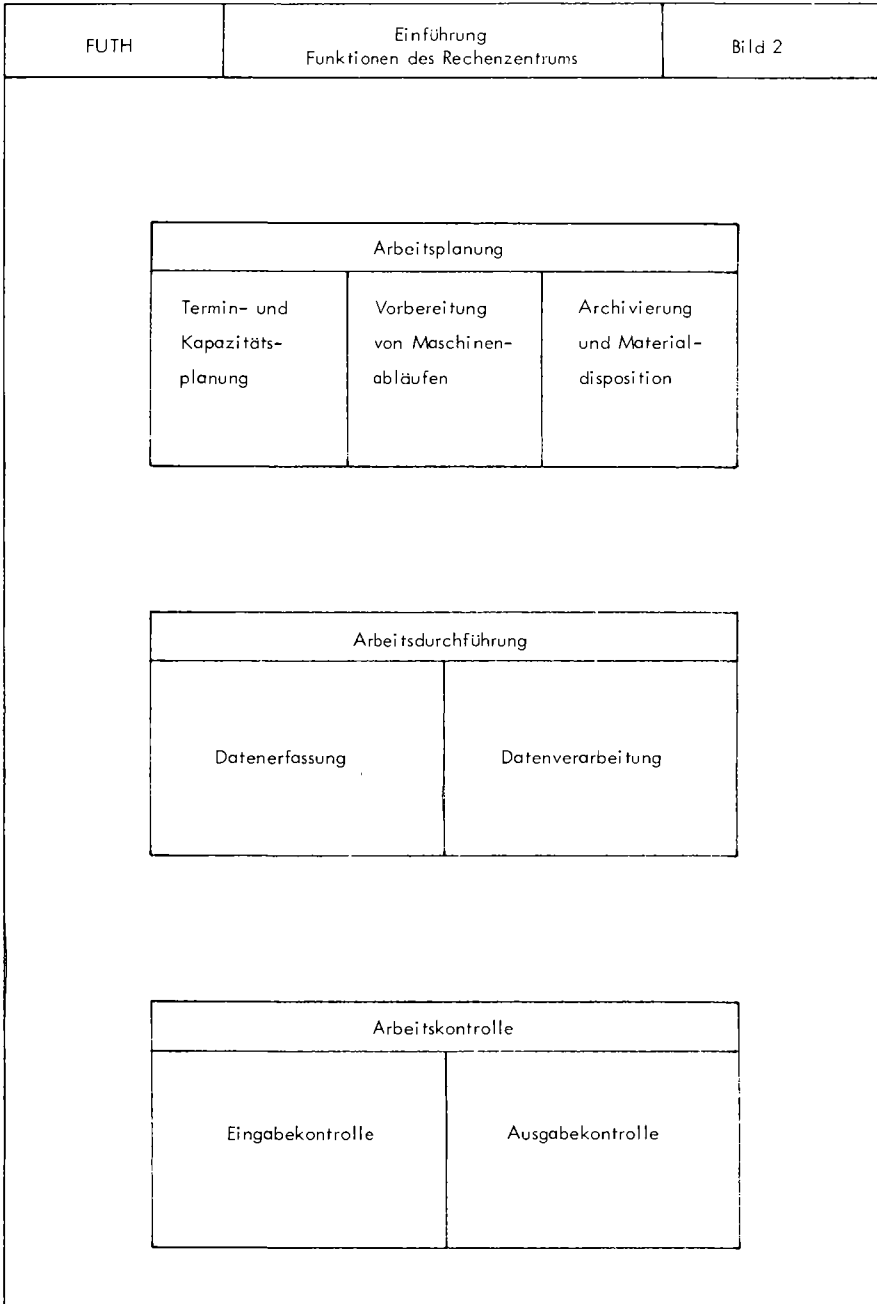 FUTH
Einführung
Funktionen des Rechenzentrums
Bild 2
Arbeitsplanung
Termin- und
Kapazitäts-
planung
Vorbereitung
von Maschinen-
abläufen
Archivierung
und Material-
disposition
Arbeitsdurchführung
Datenerfassung
Datenverarbeitung
Arbeitskontrolle
Eingabekontrolle
Ausgabekontrolle